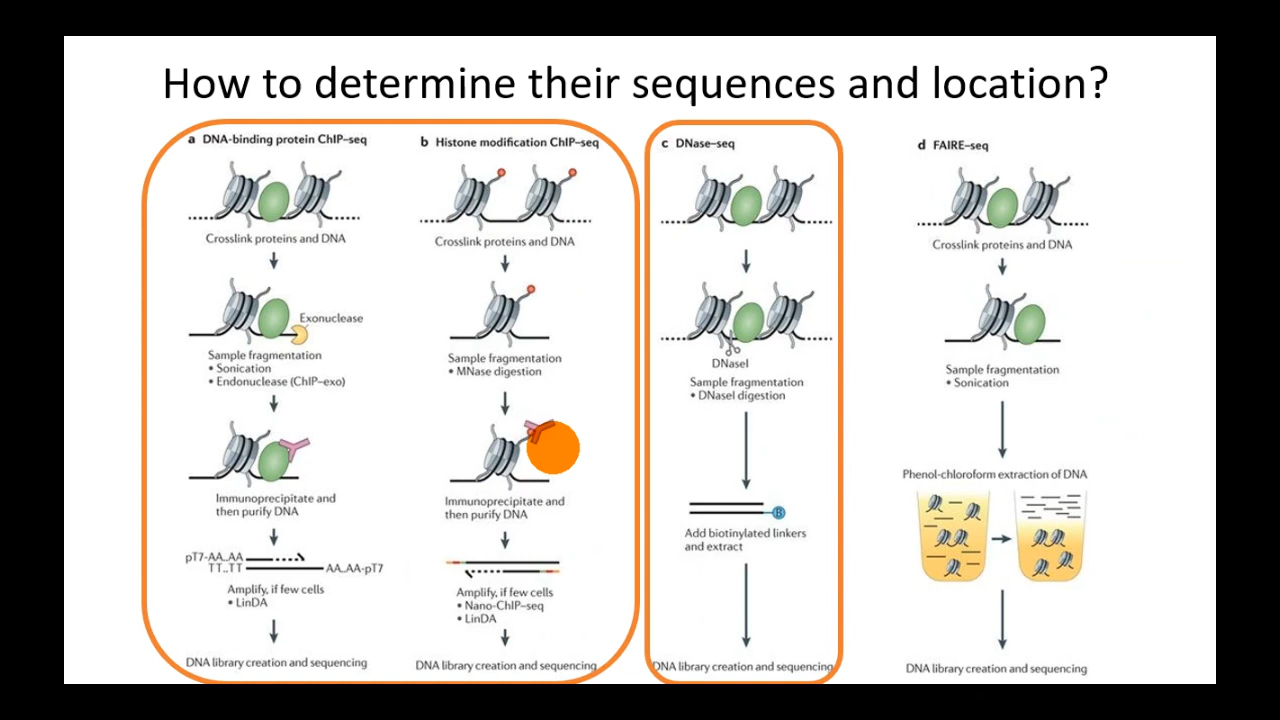 How to determine their sequences and location?
a DNA-binding protein ChIP–seq
Crosslink proteins and DNA
Exonuclease
Sample fragmentation
• Sonication
• Endonuclease (ChIP–exo)
Immunoprecipitate and
then purify DNA
pT7-AA..AA
TT..TT
AA..AA-pT7
Amplify, if few cells
• LinDA
DNA library creation and sequencing
b Histone modification ChIP–seq
Crosslink proteins and DNA
Sample fragmentation
• MNase digestion
Immunoprecipitate and
then purify DNA
Amplify, if few cells
• Nano-ChIP–seq
• LinDA
DNA library creation and sequencing
c DNase–seq
DNaseI
Sample fragmentation
• DNaseI digestion
B
Add biotinylated linkers
and extract
DNA library creation and sequencing
d FAIRE–seq
Crosslink proteins and DNA
Sample fragmentation
• Sonication
Phenol-chloroform extraction of DNA
DNA library creation and sequencing